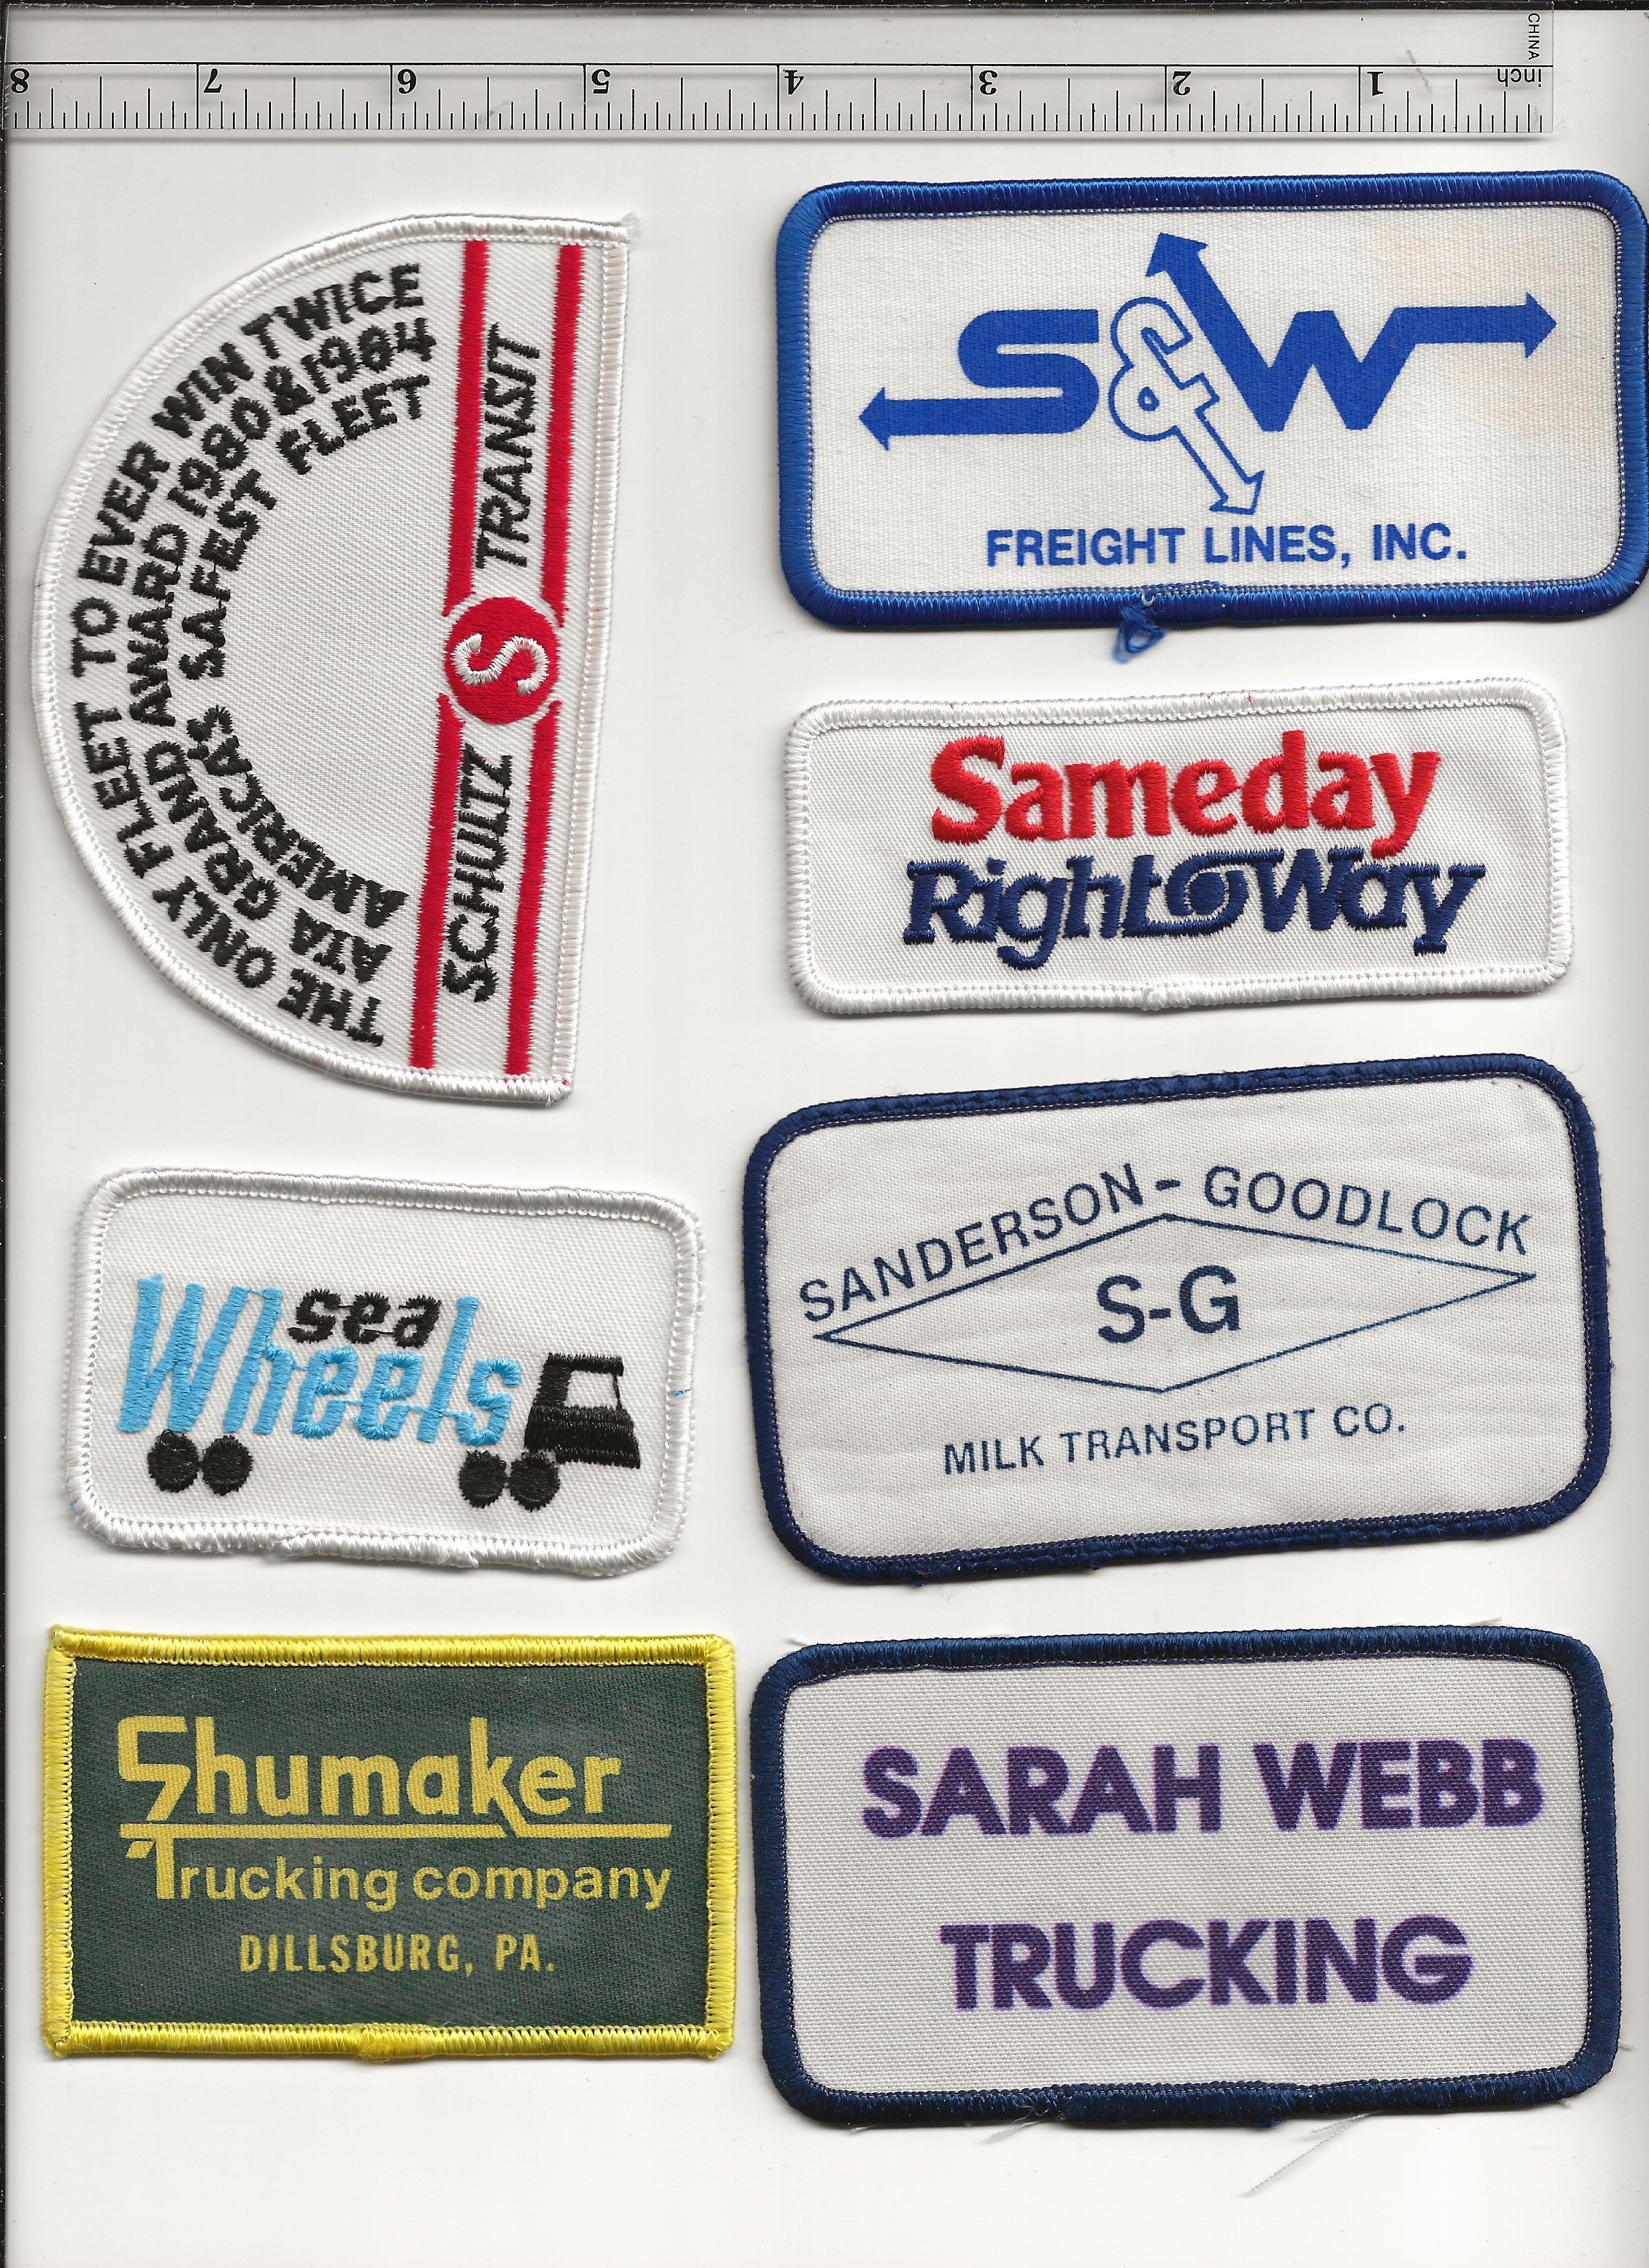 CHINA
inch
8 7 6 5 4 3 2 1
THE ONLY FLEET TO EVER WIN TWICE
ATA GRAND AWARD 1980 & 1984
AMERICA'S SAFEST FLEET
SCHULTZ S TRANSIT
S&W
FREIGHT LINES, INC.
Sameday
RightOWay
SANDERSON - GOODLOCK
S-G
MILK TRANSPORT CO.
sea
Wheels
Shumaker
Trucking company
DILLSBURG, PA.
SARAH WEBB
TRUCKING